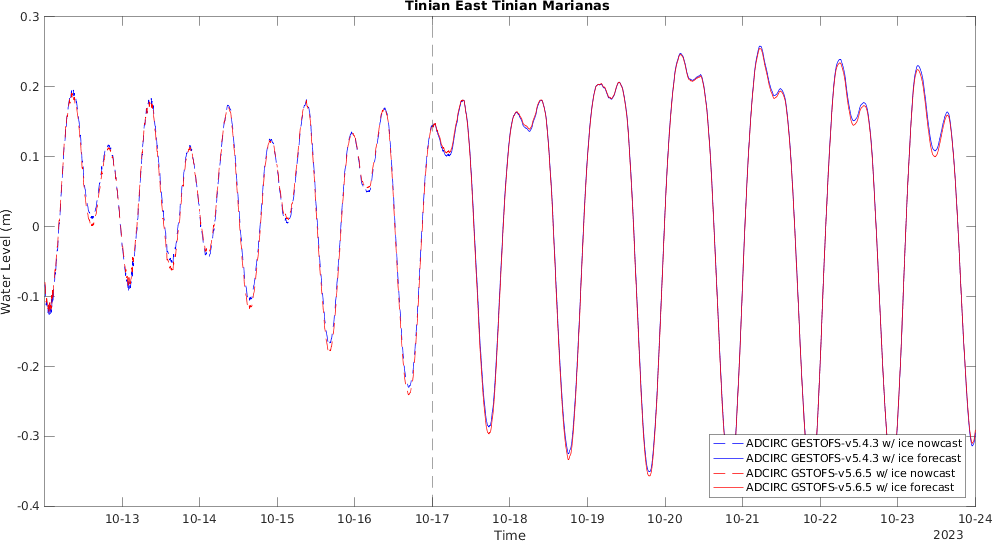 Tinian East Tinian Marianas
0.3
0.2
0.1
0
-0.1
-0.2
-0.3
-0.4
Water Level (m)
ADCIRC GESTOFS-v5.4.3 w/ ice nowcast
ADCIRC GESTOFS-v5.4.3 w/ ice forecast
ADCIRC GSTOFS-v5.6.5 w/ ice nowcast
ADCIRC GSTOFS-v5.6.5 w/ ice forecast
10-13 10-14 10-15 10-16 10-17 10-18 10-19 10-20 10-21 10-22 10-23 10-24
Time
2023